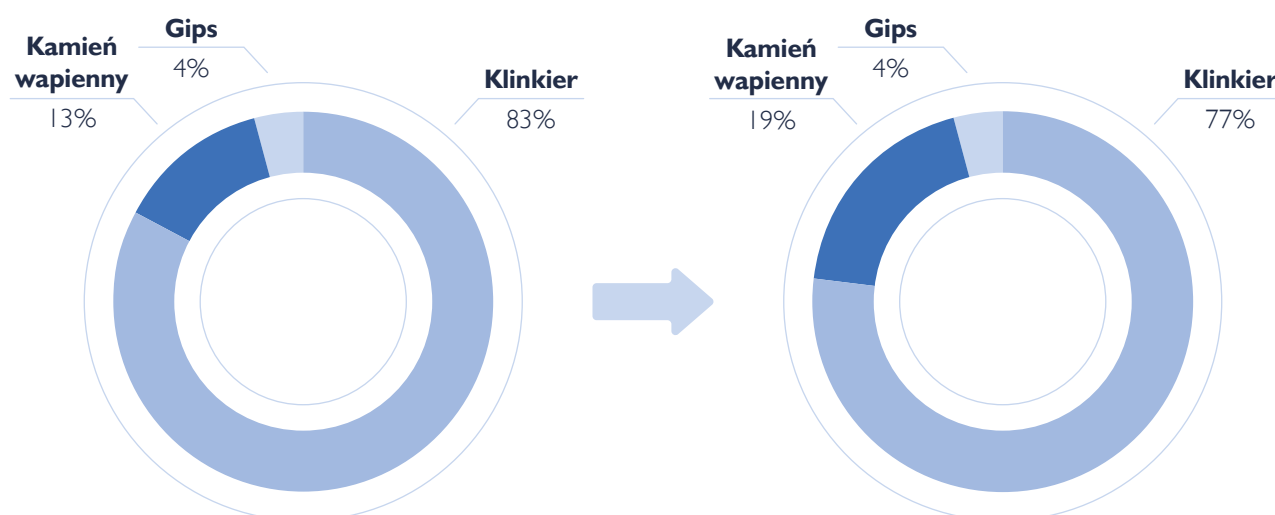 Gips
4%
Kamień
wapienny
13%
Klinkier
83%
Gips
4%
Kamień
wapienny
19%
Klinkier
77%